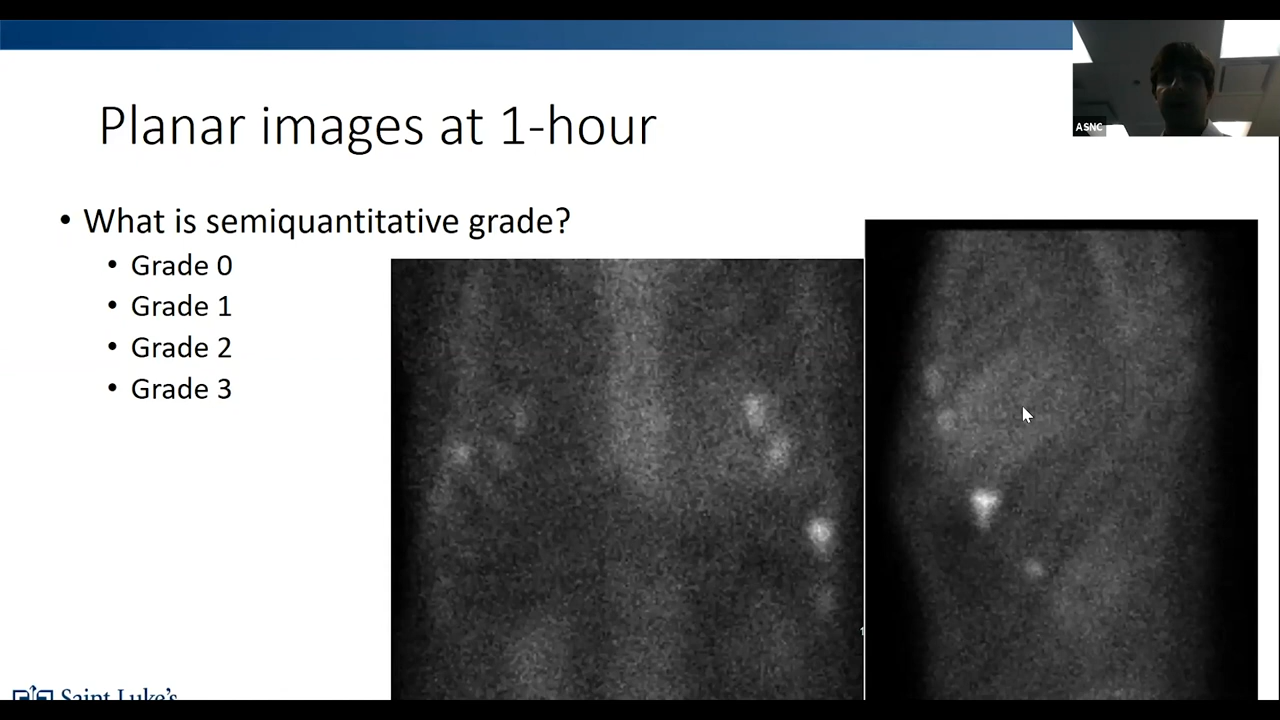 Planar images at 1-hour
ASNC
• What is semiquantitative grade?
• Grade 0
• Grade 1
• Grade 2
• Grade 3
1
Saint Luke's